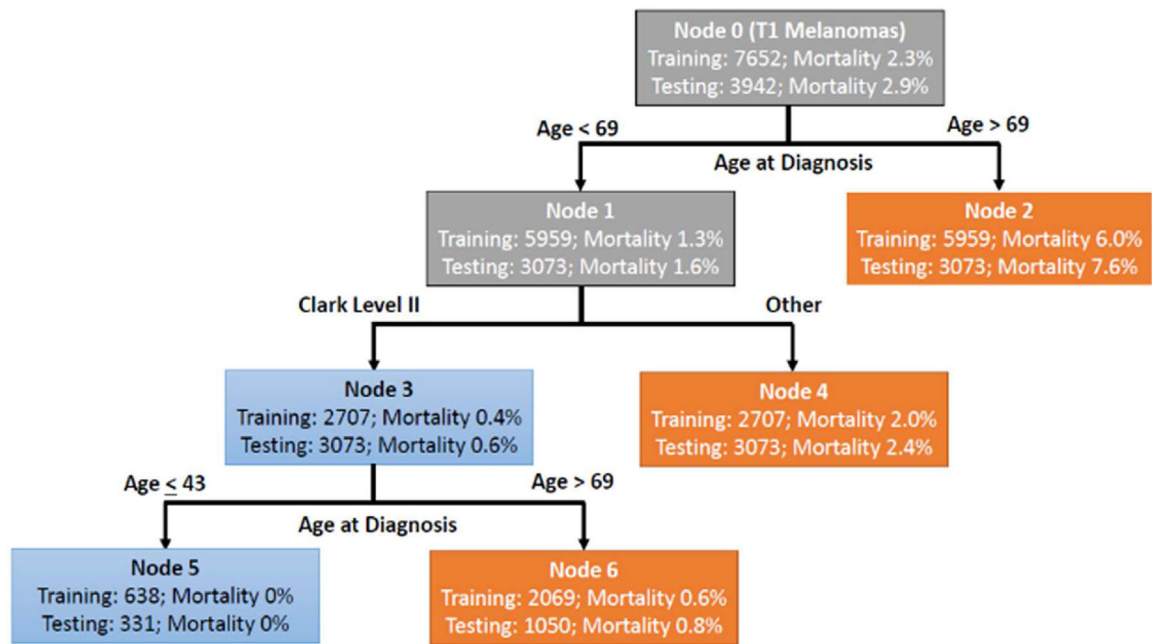 Node 0 (T1 Melanomas)
Training: 7652; Mortality 2.3%
Testing: 3942; Mortality 2.9%
Age < 69
Age > 69
Age at Diagnosis
Node 1
Training: 5959; Mortality 1.3%
Testing: 3073; Mortality 1.6%
Node 2
Training: 5959; Mortality 6.0%
Testing: 3073; Mortality 7.6%
Clark Level II
Other
Node 3
Training: 2707; Mortality 0.4%
Testing: 3073; Mortality 0.6%
Node 4
Training: 2707; Mortality 2.0%
Testing: 3073; Mortality 2.4%
Age ≤ 43
Age > 69
Age at Diagnosis
Node 5
Training: 638; Mortality 0%
Testing: 331; Mortality 0%
Node 6
Training: 2069; Mortality 0.6%
Testing: 1050; Mortality 0.8%